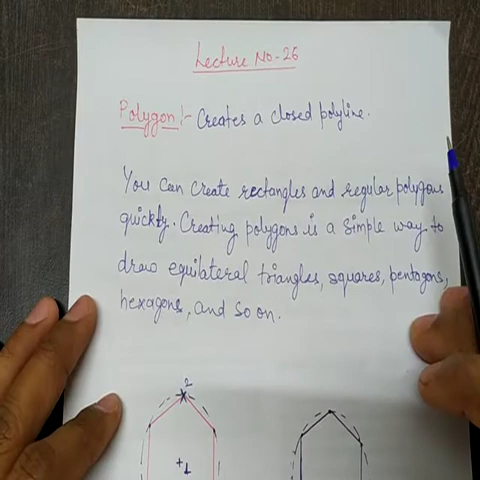 Lecture No-26
Polygon:- Creates a closed polyline.
You can create rectangles and regular polygons
quickly. Creating polygons is a simple way to
draw equilateral triangles, squares, pentagons,
hexagons, and so on.
2
+1